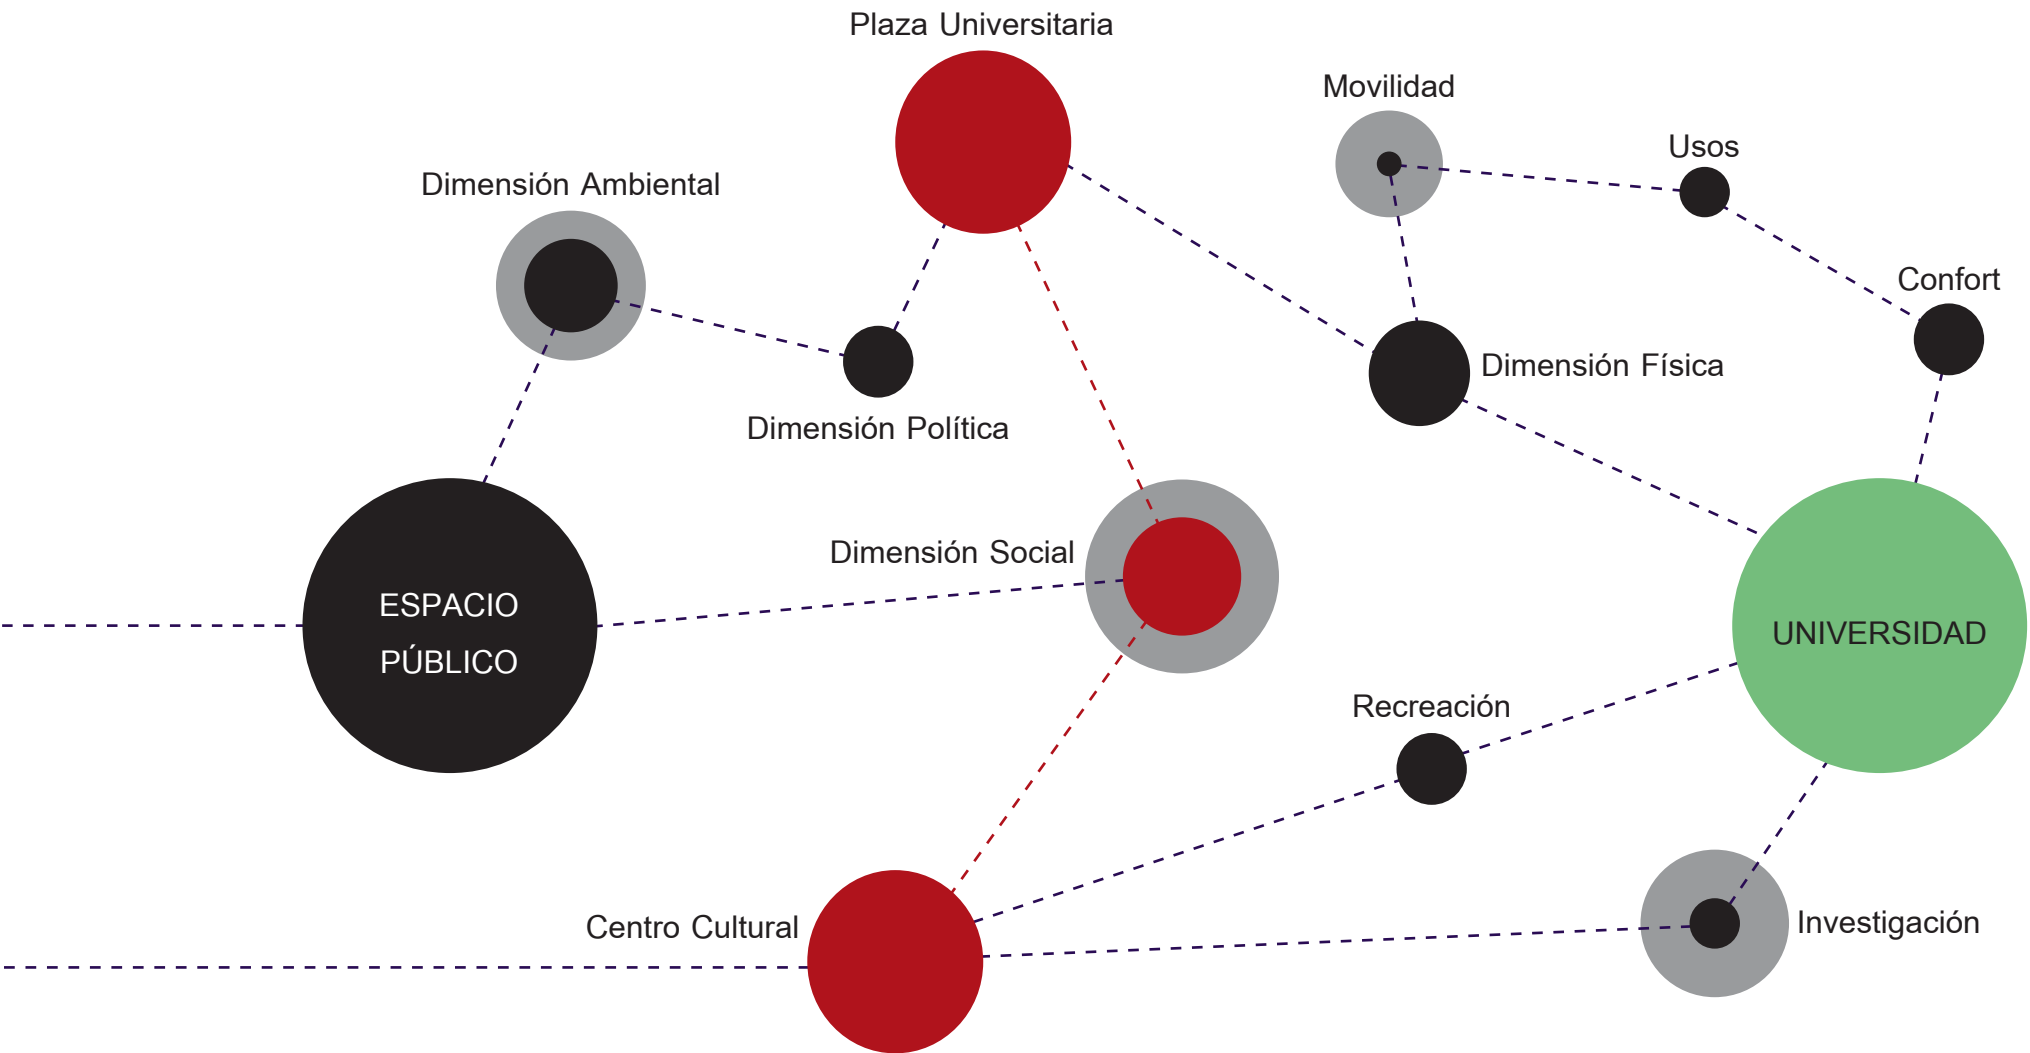 Plaza Universitaria
Movilidad
Usos
Dimensión Ambiental
Confort
Dimensión Física
Dimensión Política
Dimensión Social
ESPACIO
PÚBLICO
UNIVERSIDAD
Recreación
Centro Cultural
Investigación